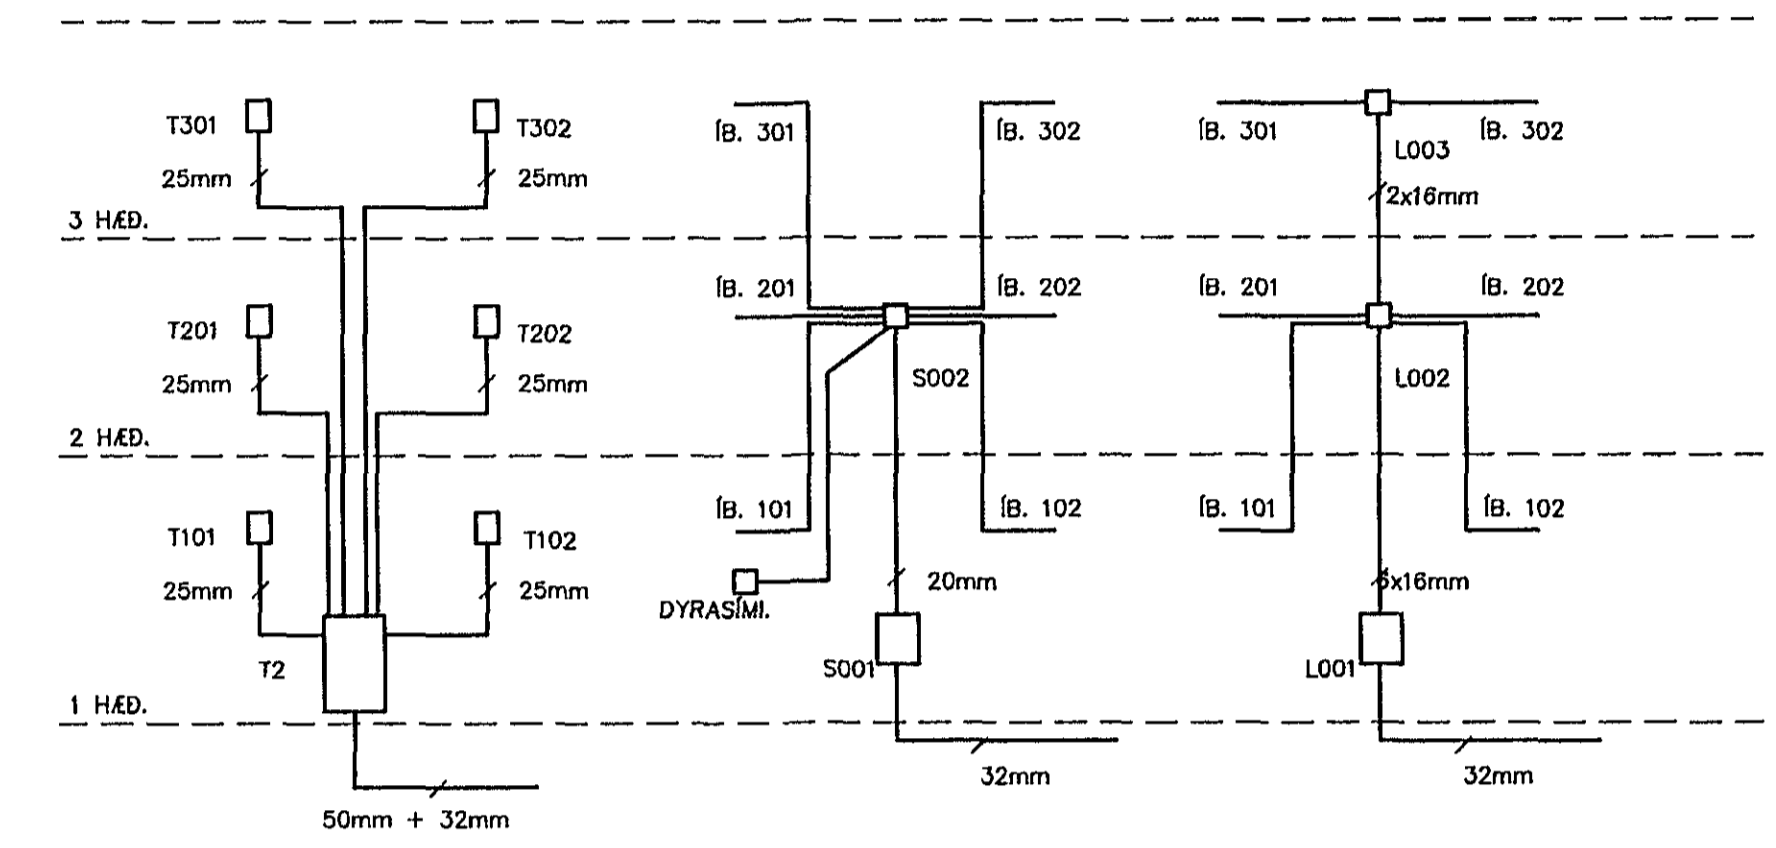 T301
T302
ÍB. 301
ÍB. 302
ÍB. 301
ÍB. 302
L003
25mm
25mm
2x16mm
3 HÆÐ.
ÍB. 201
ÍB. 202
ÍB. 201
ÍB. 202
T201
T202
25mm
25mm
S002
L002
2 HÆÐ.
ÍB. 101
ÍB. 102
ÍB. 101
ÍB. 102
T101
T102
25mm
25mm
20mm
6x16mm
DYRASÍMI.
T2
S001
L001
1 HÆÐ.
32mm
32mm
50mm + 32mm